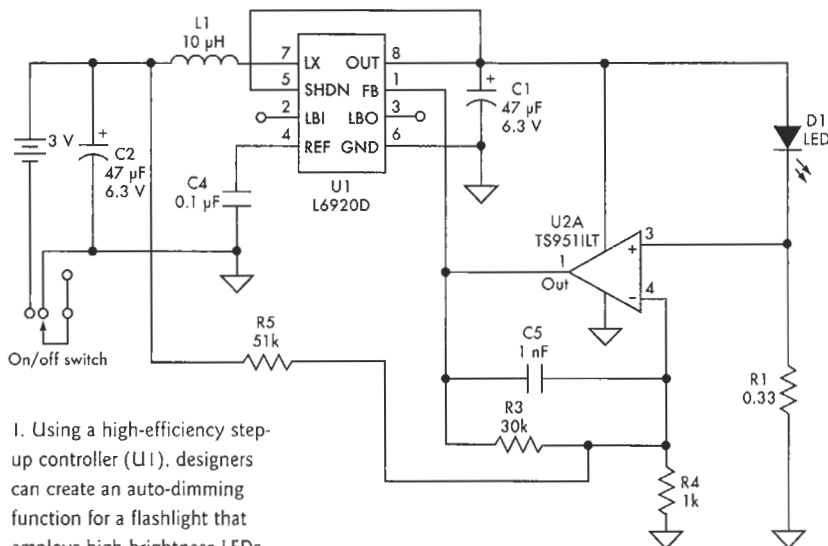 L1
10 µH
7
LX
OUT
8
5
SHDN
FB
1
2
LBI
LBO
3
4
REF
GND
6
U1
L6920D
C1
47 µF
6.3 V
+
D1
LED
3 V
+
C2
47 µF
6.3 V
C4
0.1 µF
U2A
TS951ILT
1
Out
+
3
−
4
On/off switch
R5
51k
C5
1 nF
R3
30k
R4
1k
R1
0.33
1. Using a high-efficiency step-
up controller (U1), designers
can create an auto-dimming
function for a flashlight that